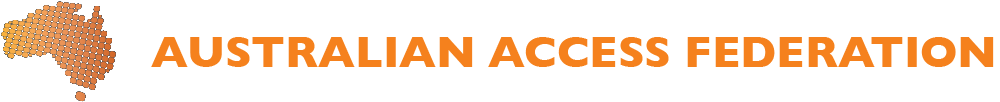 AUSTRALIAN ACCESS FEDERATION